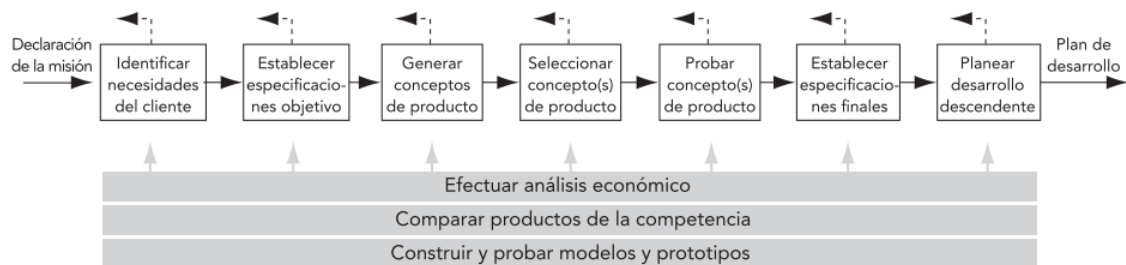 Declaración
de la misión
Identificar
necesidades
del cliente
Establecer
especificacio-
nes objetivo
Generar
conceptos
de producto
Seleccionar
concepto(s)
de producto
Probar
concepto(s)
de producto
Establecer
especificacio-
nes finales
Planear
desarrollo
descendente
Plan de
desarrollo
Efectuar análisis económico
Comparar productos de la competencia
Construir y probar modelos y prototipos